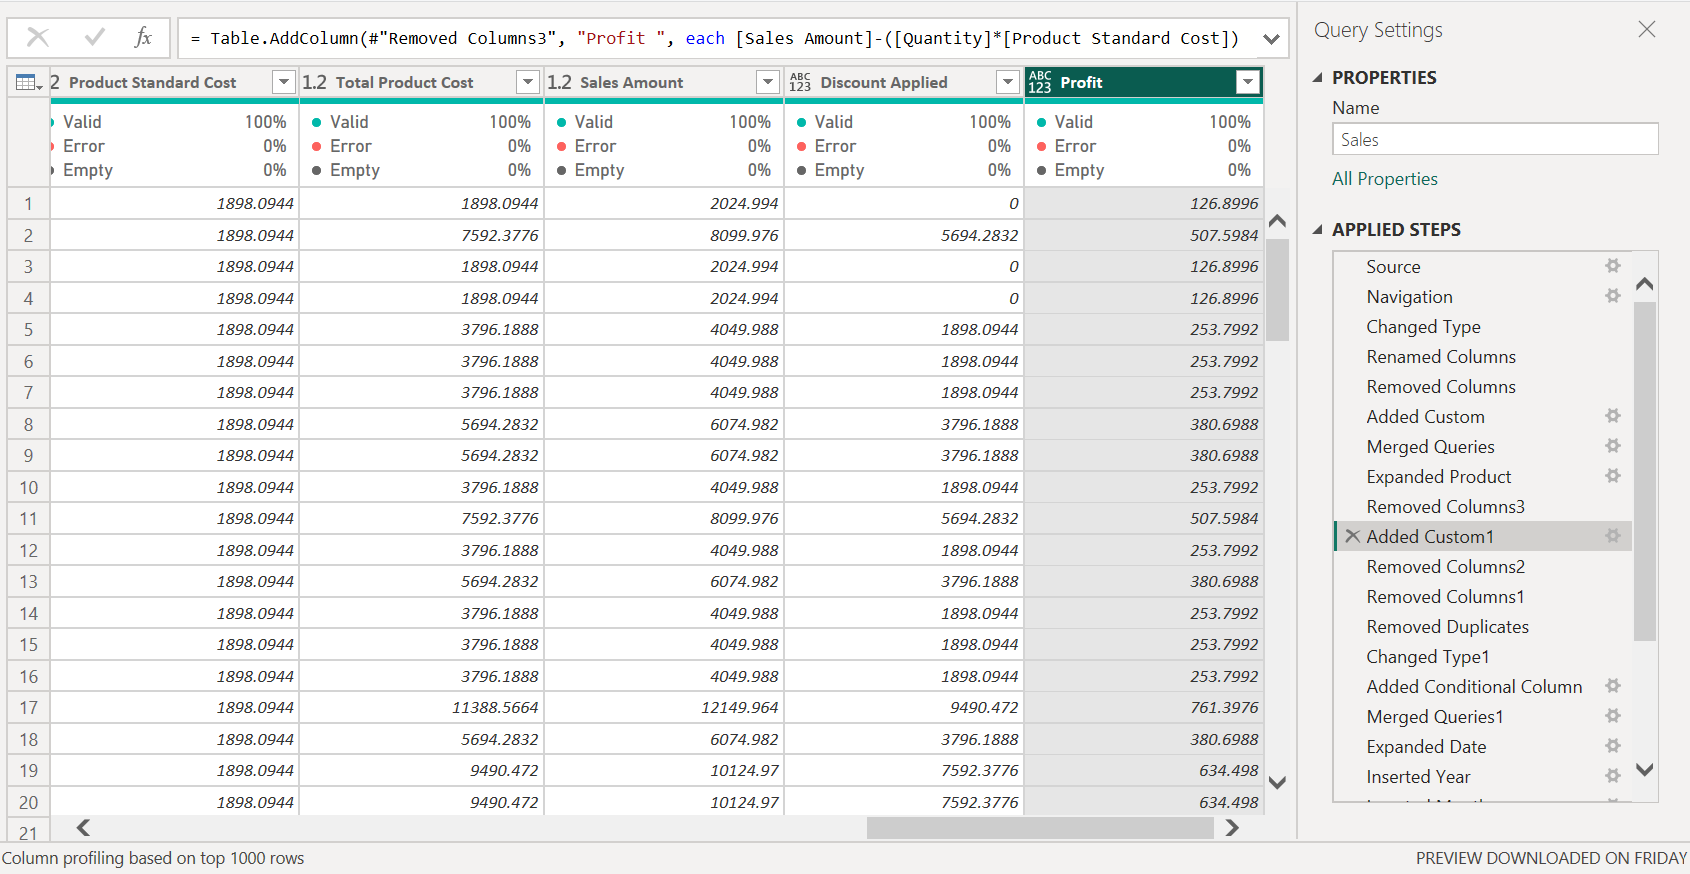 fx
= Table.AddColumn(#"Removed Columns3", "Profit ", each [Sales Amount]-([Quantity]*[Product Standard Cost])
2 Product Standard Cost 1.2 Total Product Cost 1.2 Sales Amount ABC 123 Discount Applied ABC 123 Profit
Valid 100% Valid 100% Valid 100% Valid 100% Valid 100%
Error 0% Error 0% Error 0% Error 0% Error 0%
Empty 0% Empty 0% Empty 0% Empty 0% Empty 0%
1 1898.0944 1898.0944 2024.994 0 126.8996
2 1898.0944 7592.3776 8099.976 5694.2832 507.5984
3 1898.0944 1898.0944 2024.994 0 126.8996
4 1898.0944 1898.0944 2024.994 0 126.8996
5 1898.0944 3796.1888 4049.988 1898.0944 253.7992
6 1898.0944 3796.1888 4049.988 1898.0944 253.7992
7 1898.0944 3796.1888 4049.988 1898.0944 253.7992
8 1898.0944 5694.2832 6074.982 3796.1888 380.6988
9 1898.0944 5694.2832 6074.982 3796.1888 380.6988
10 1898.0944 3796.1888 4049.988 1898.0944 253.7992
11 1898.0944 7592.3776 8099.976 5694.2832 507.5984
12 1898.0944 3796.1888 4049.988 1898.0944 253.7992
13 1898.0944 5694.2832 6074.982 3796.1888 380.6988
14 1898.0944 3796.1888 4049.988 1898.0944 253.7992
15 1898.0944 3796.1888 4049.988 1898.0944 253.7992
16 1898.0944 3796.1888 4049.988 1898.0944 253.7992
17 1898.0944 11388.5664 12149.964 9490.472 761.3976
18 1898.0944 5694.2832 6074.982 3796.1888 380.6988
19 1898.0944 9490.472 10124.97 7592.3776 634.498
20 1898.0944 9490.472 10124.97 7592.3776 634.498
21
Column profiling based on top 1000 rows
Query Settings
PROPERTIES
Name
Sales
All Properties
APPLIED STEPS
Source
Navigation
Changed Type
Renamed Columns
Removed Columns
Added Custom
Merged Queries
Expanded Product
Removed Columns3
Added Custom1
Removed Columns2
Removed Columns1
Removed Duplicates
Changed Type1
Added Conditional Column
Merged Queries1
Expanded Date
Inserted Year
PREVIEW DOWNLOADED ON FRIDAY